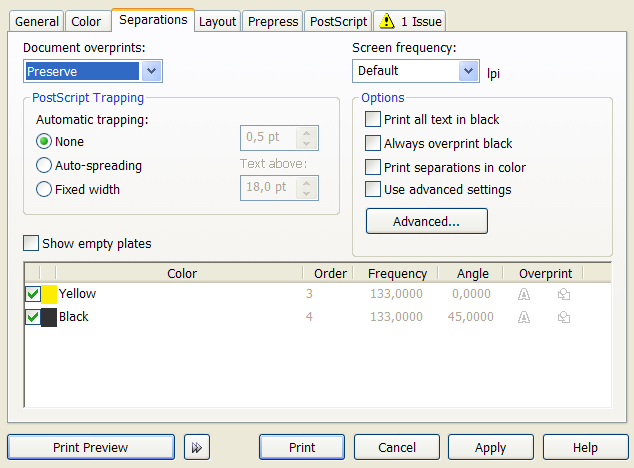 General Color Separations Layout Prepress PostScript 1 Issue
Document overprints:
Preserve
Screen frequency:
Default lpi
PostScript Trapping
Automatic trapping:
None 0,5 pt
Auto-spreading Text above:
Fixed width 18,0 pt
Options
Print all text in black
Always overprint black
Print separations in color
Use advanced settings
Advanced...
Show empty plates
Color Order Frequency Angle Overprint
Yellow 3 133,0000 0,0000
Black 4 133,0000 45,0000
Print Preview Print Cancel Apply Help